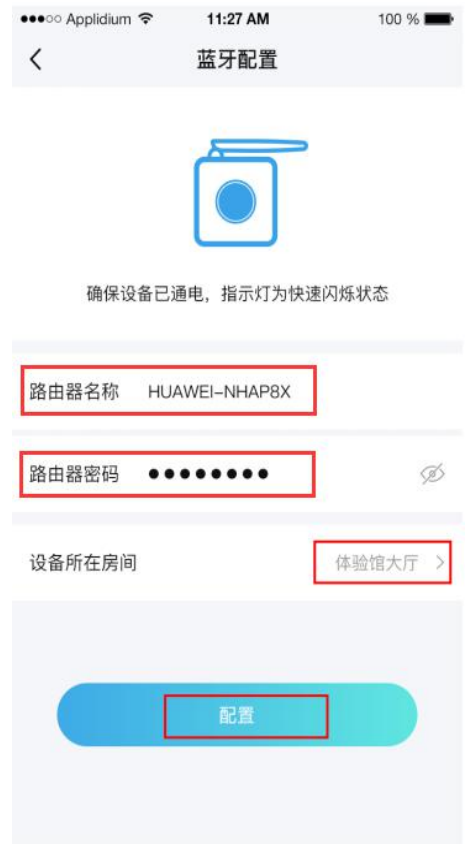 ●●●○○ Applidium 11:27 AM 100 %
蓝牙配置
确保设备已通电，指示灯为快速闪烁状态
路由器名称 HUAWEI-NHAP8X
路由器密码 ●●●●●●●●
设备所在房间 体验馆大厅 >
配置